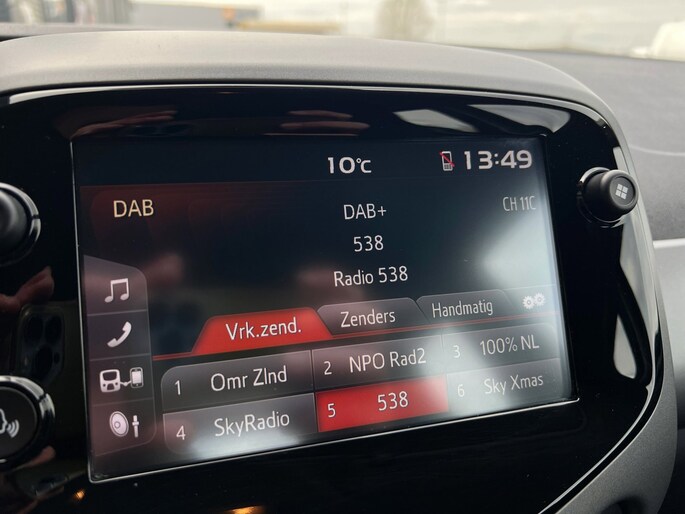 10°C 13:49
DAB DAB+ CH 11C
538
Radio 538
Vrk.zend. Zenders Handmatig
1 Omr Zlnd 2 NPO Rad2 3 100% NL
4 SkyRadio 5 538 6 Sky Xmas